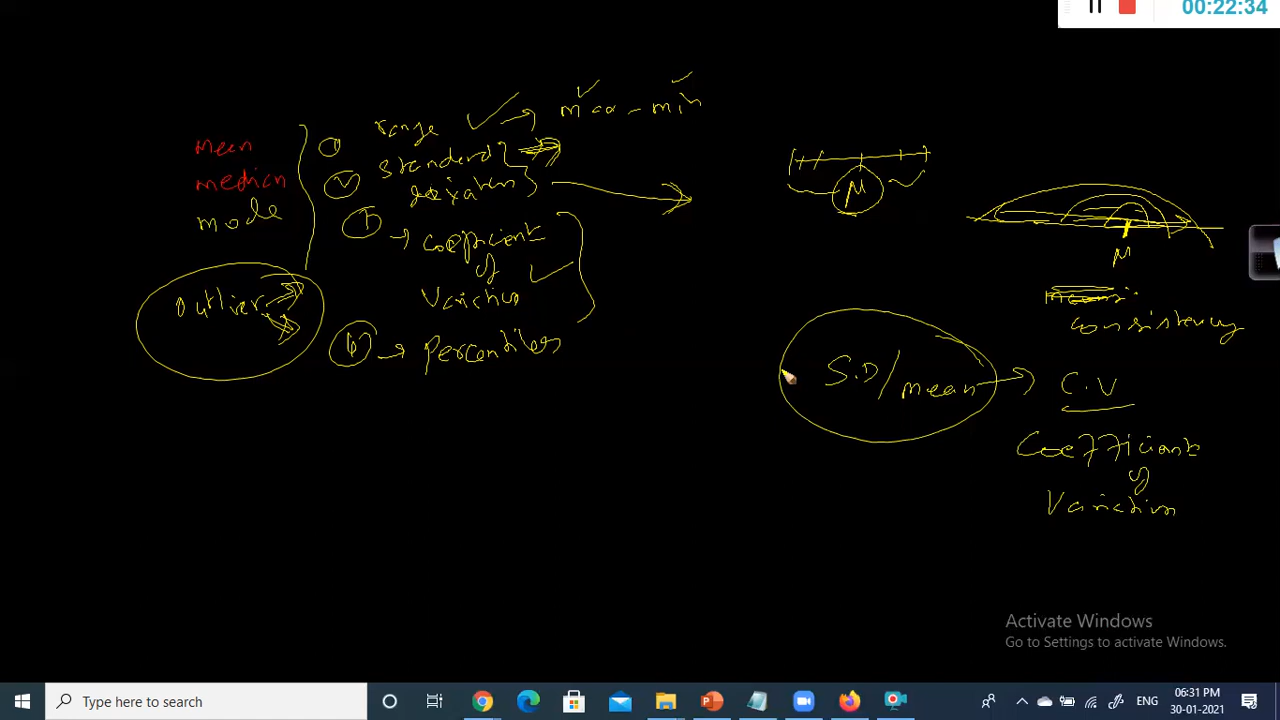 00:22:34
mean
median
mode
Outlier
range → max - min
standard
deviation
→ coefficient
of
Variation
→ percentiles
μ
μ
consistency
S.D/mean → C.V
Coefficient
of
Variation
Activate Windows
Go to Settings to activate Windows.
Type here to search
ENG
06:31 PM
30-01-2021